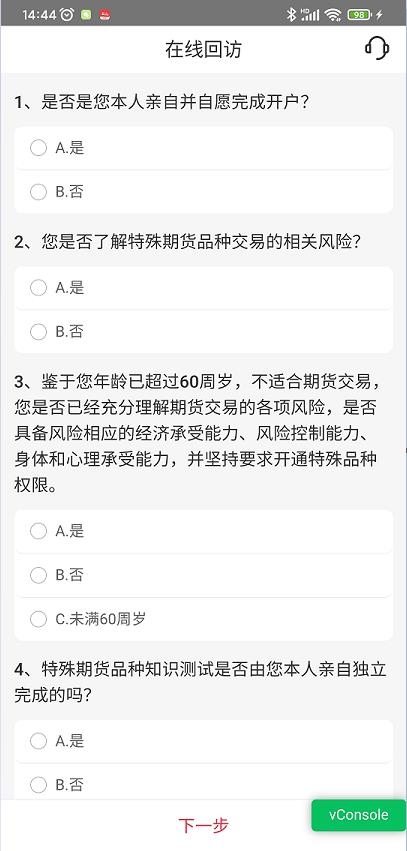 14:44 HD 98
在线回访
1、是否是您本人亲自并自愿完成开户？
A.是
B.否
2、您是否了解特殊期货品种交易的相关风险？
A.是
B.否
3、鉴于您年龄已超过60周岁，不适合期货交易，
您是否已经充分理解期货交易的各项风险，是否
具备风险相应的经济承受能力、风险控制能力、
身体和心理承受能力，并坚持要求开通特殊品种
权限。
A.是
B.否
C.未满60周岁
4、特殊期货品种知识测试是否由您本人亲自独立
完成的吗？
A.是
B.否
下一步
vConsole